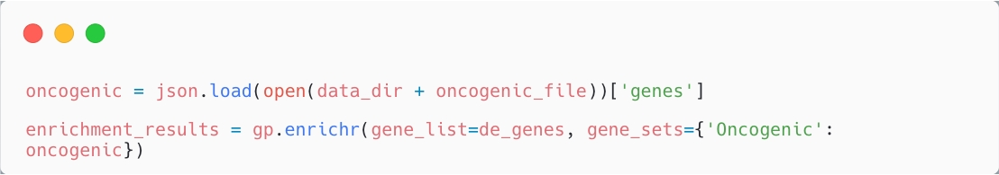 oncogenic = json.load(open(data_dir + oncogenic_file))['genes']
enrichment_results = gp.enrichr(gene_list=de_genes, gene_sets={'Oncogenic':
oncogenic})